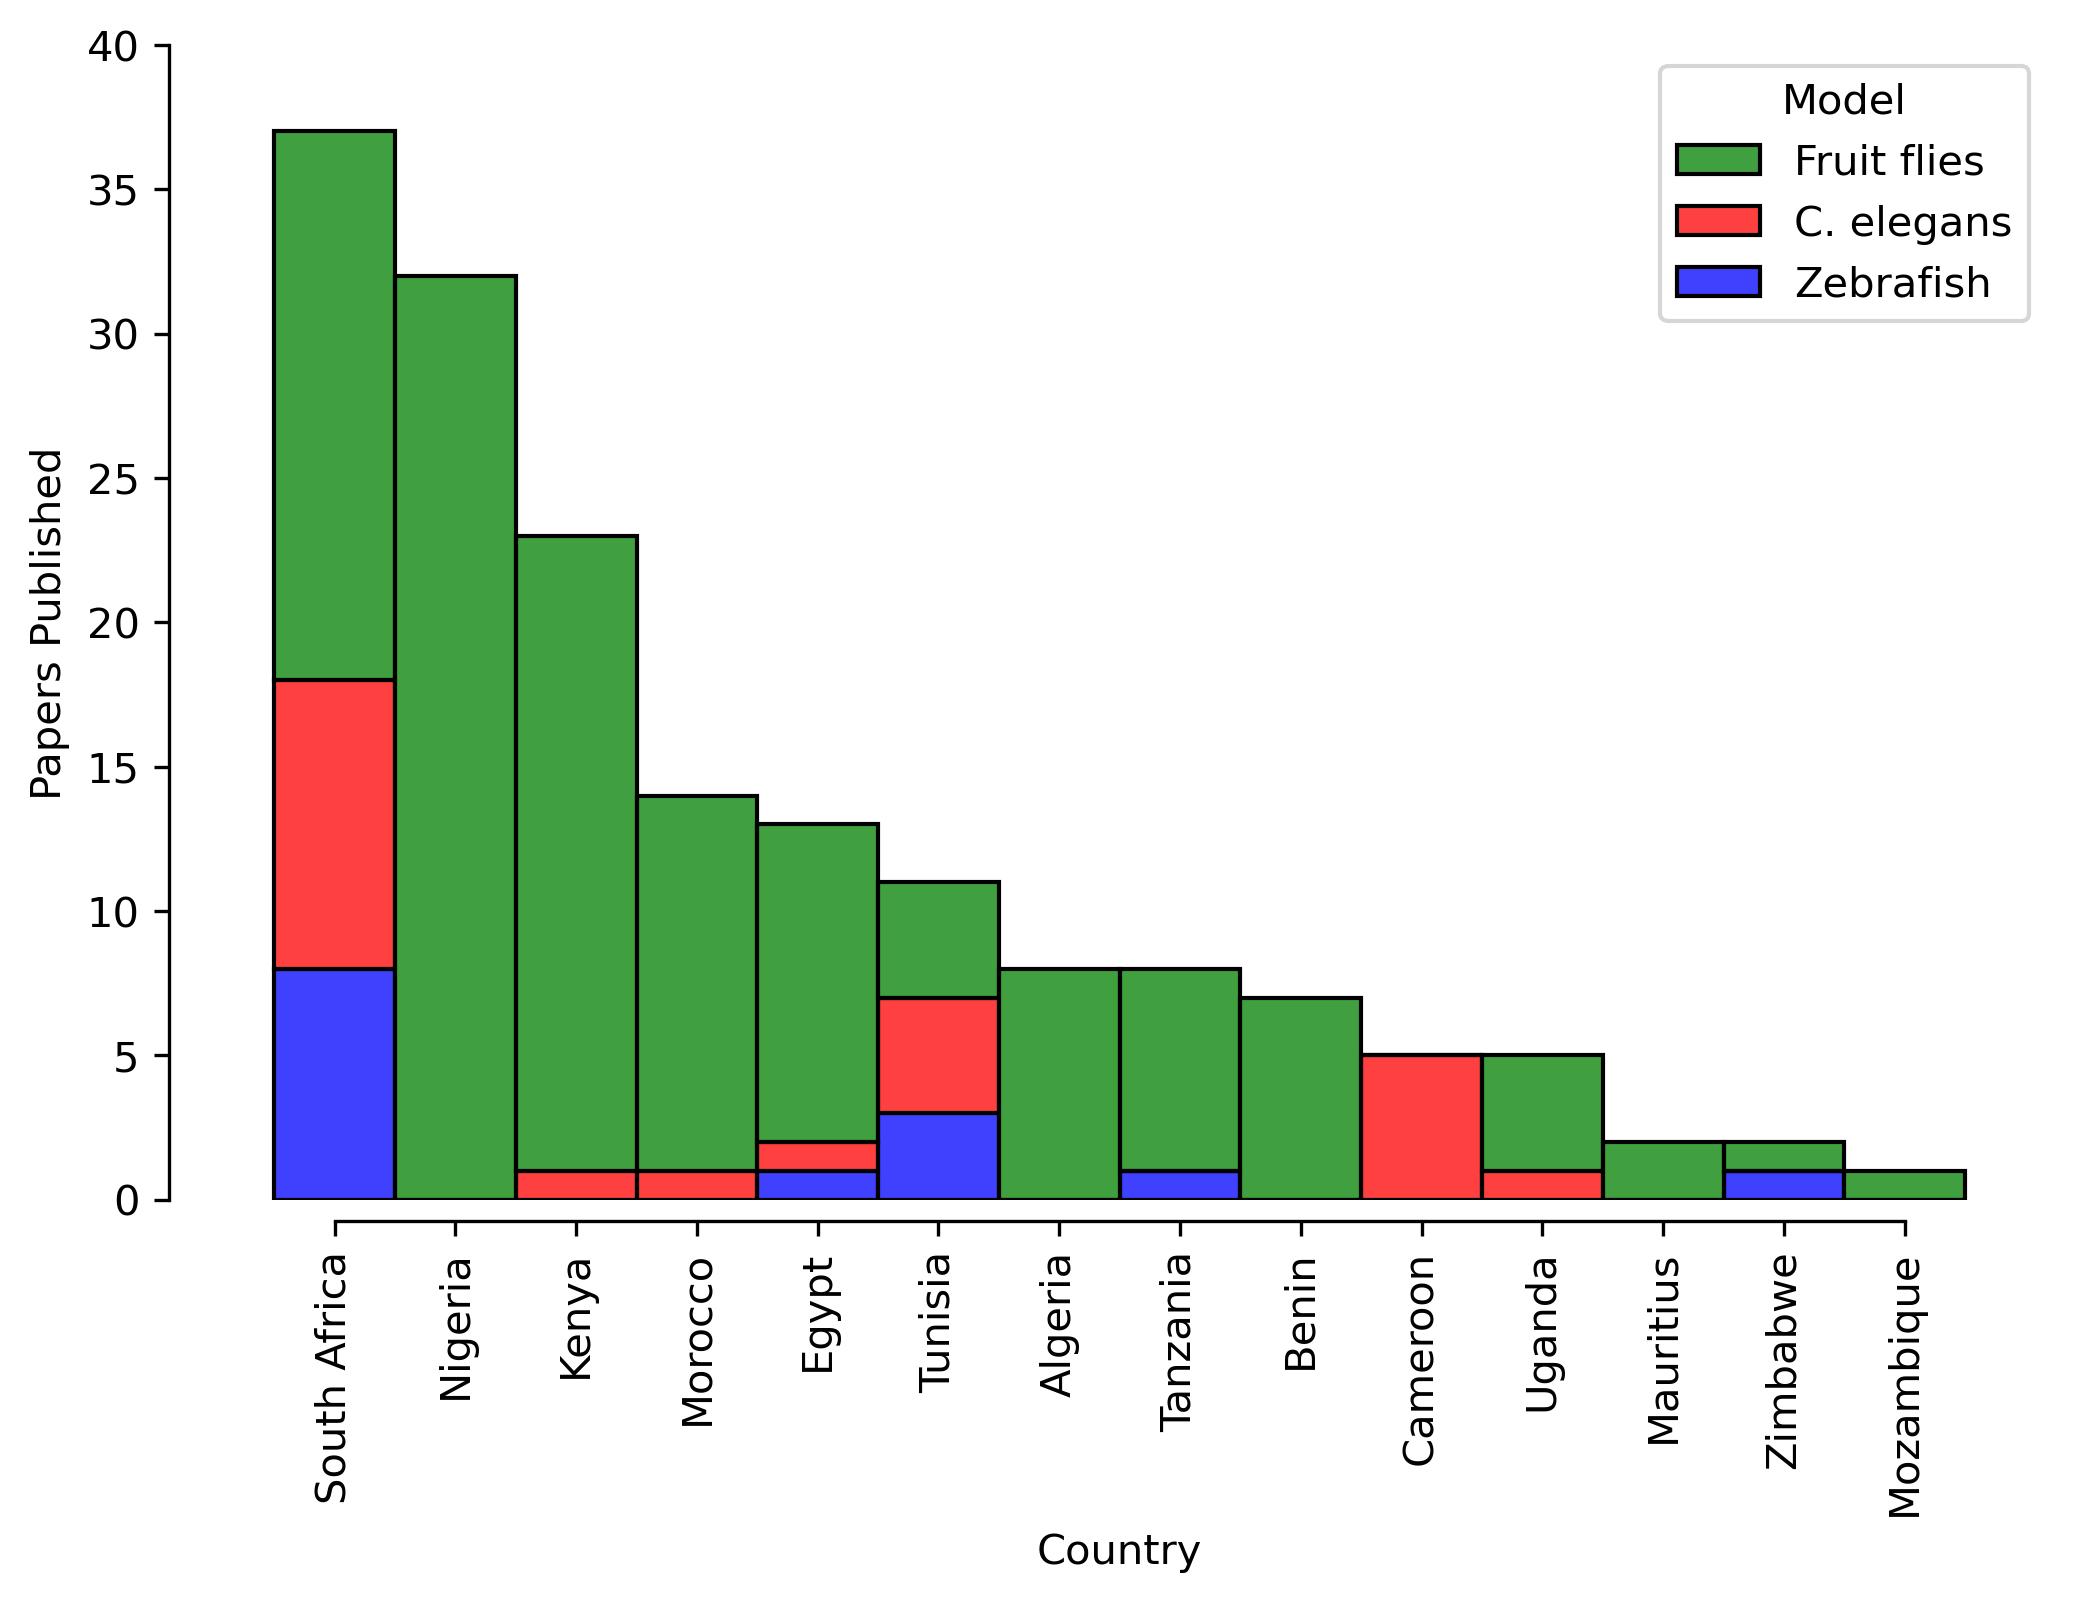 40
35
30
25
20
15
10
5
0
Papers Published
Model
Fruit flies
C. elegans
Zebrafish
South Africa
Nigeria
Kenya
Morocco
Egypt
Tunisia
Algeria
Tanzania
Benin
Cameroon
Uganda
Mauritius
Zimbabwe
Mozambique
Country